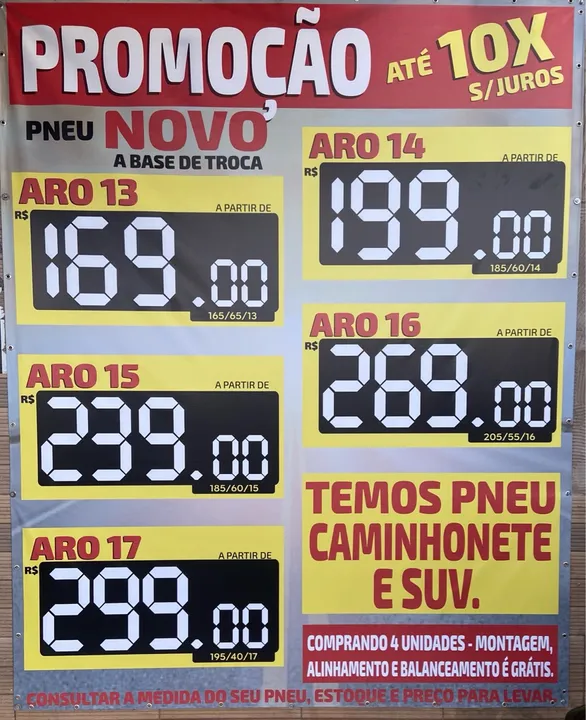 PROMOÇÃO
ATÉ 10X
S/JUROS
PNEU NOVO
A BASE DE TROCA
ARO 13
A PARTIR DE
R$ 169.00
165/65/13
ARO 14
A PARTIR DE
R$ 199.00
185/60/14
ARO 15
A PARTIR DE
R$ 239.00
185/60/15
ARO 16
A PARTIR DE
R$ 269.00
205/55/16
ARO 17
A PARTIR DE
R$ 299.00
195/40/17
TEMOS PNEU
CAMINHONETE
E SUV.
COMPRANDO 4 UNIDADES - MONTAGEM,
ALINHAMENTO E BALANCEAMENTO É GRÁTIS.
CONSULTAR A MEDIDA DO SEU PNEU, ESTOQUE E PREÇO PARA LEVAR.